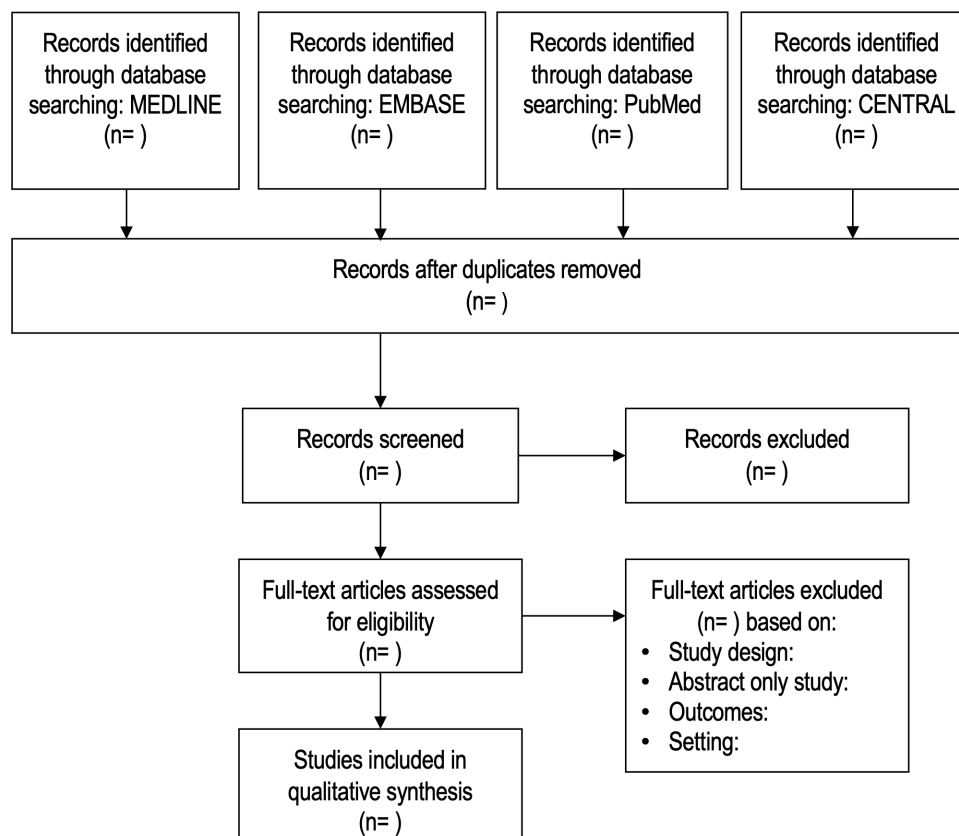 Records identified
through database
searching: MEDLINE
(n= )
Records identified
through database
searching: EMBASE
(n= )
Records identified
through database
searching: PubMed
(n= )
Records identified
through database
searching: CENTRAL
(n= )
Records after duplicates removed
(n= )
Records screened
(n= )
Records excluded
(n= )
Full-text articles assessed
for eligibility
(n= )
Full-text articles excluded
(n= ) based on:
• Study design:
• Abstract only study:
• Outcomes:
• Setting:
Studies included in
qualitative synthesis
(n= )